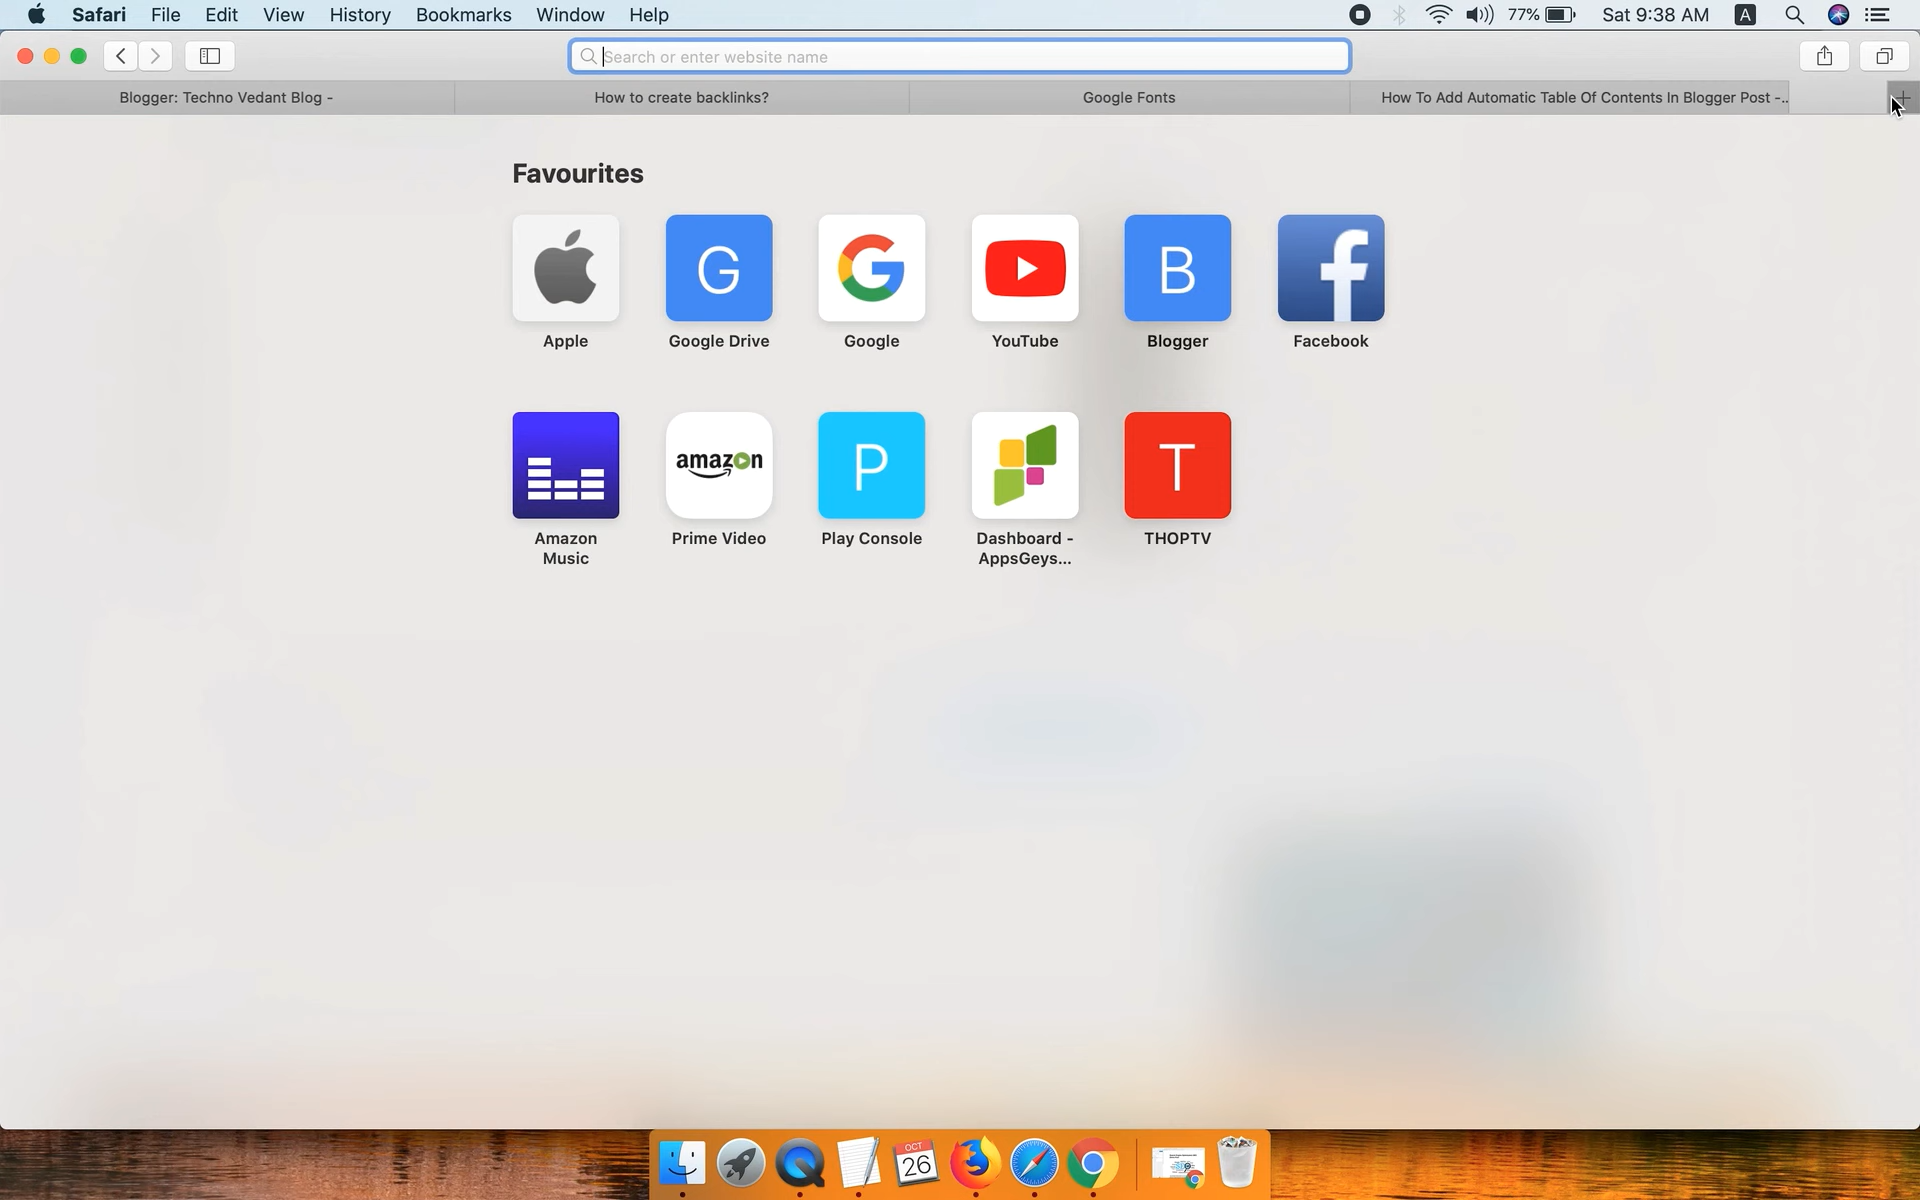 Safari File Edit View History Bookmarks Window Help 77% Sat 9:38 AM A
Search or enter website name
Blogger: Techno Vedant Blog - How to create backlinks? Google Fonts How To Add Automatic Table Of Contents In Blogger Post -..
Favourites
G B
Apple Google Drive Google YouTube Blogger Facebook
amazon P T
Amazon Prime Video Play Console Dashboard - THOPTV
Music AppsGeys...
OCT
26